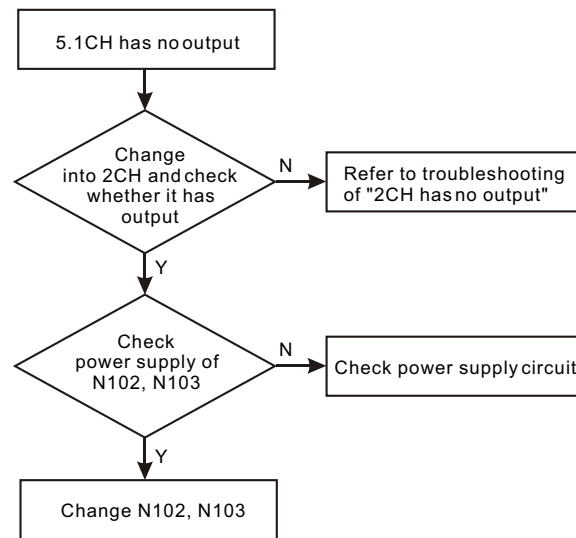 5.1CH has no output
Change
into 2CH and check
whether it has
output
N
Refer to troubleshooting
of "2CH has no output"
Y
Check
power supply of
N102, N103
N
Check power supply circuit
Y
Change N102, N103